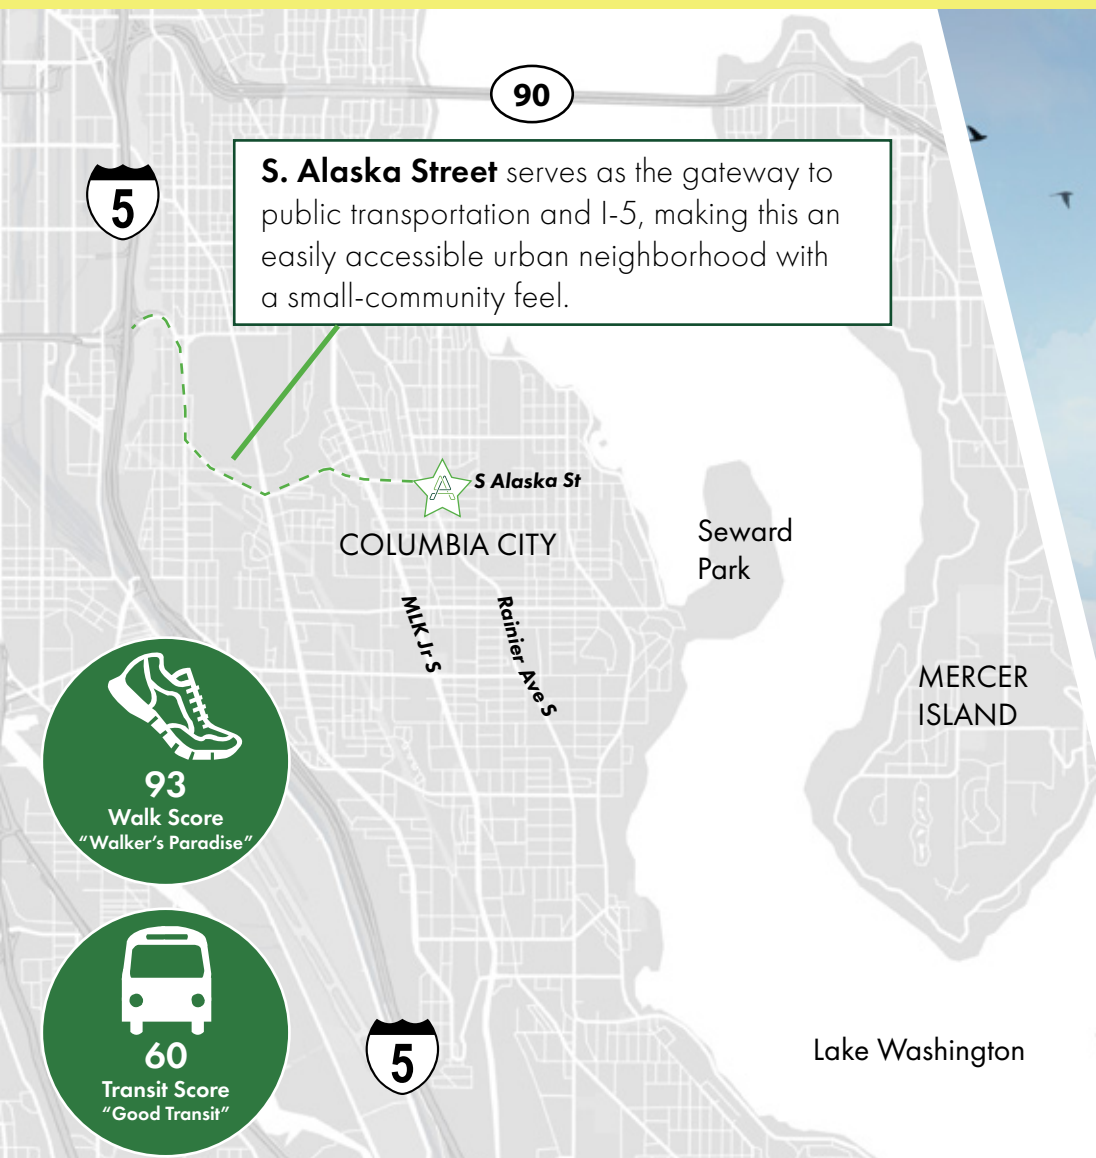 90
5
S. Alaska Street serves as the gateway to
public transportation and I-5, making this an
easily accessible urban neighborhood with
a small-community feel.
A
S Alaska St
COLUMBIA CITY
Seward
Park
MLK Jr S
Rainier Ave S
MERCER
ISLAND
93
Walk Score
“Walker’s Paradise”
60
Transit Score
“Good Transit”
5
Lake Washington